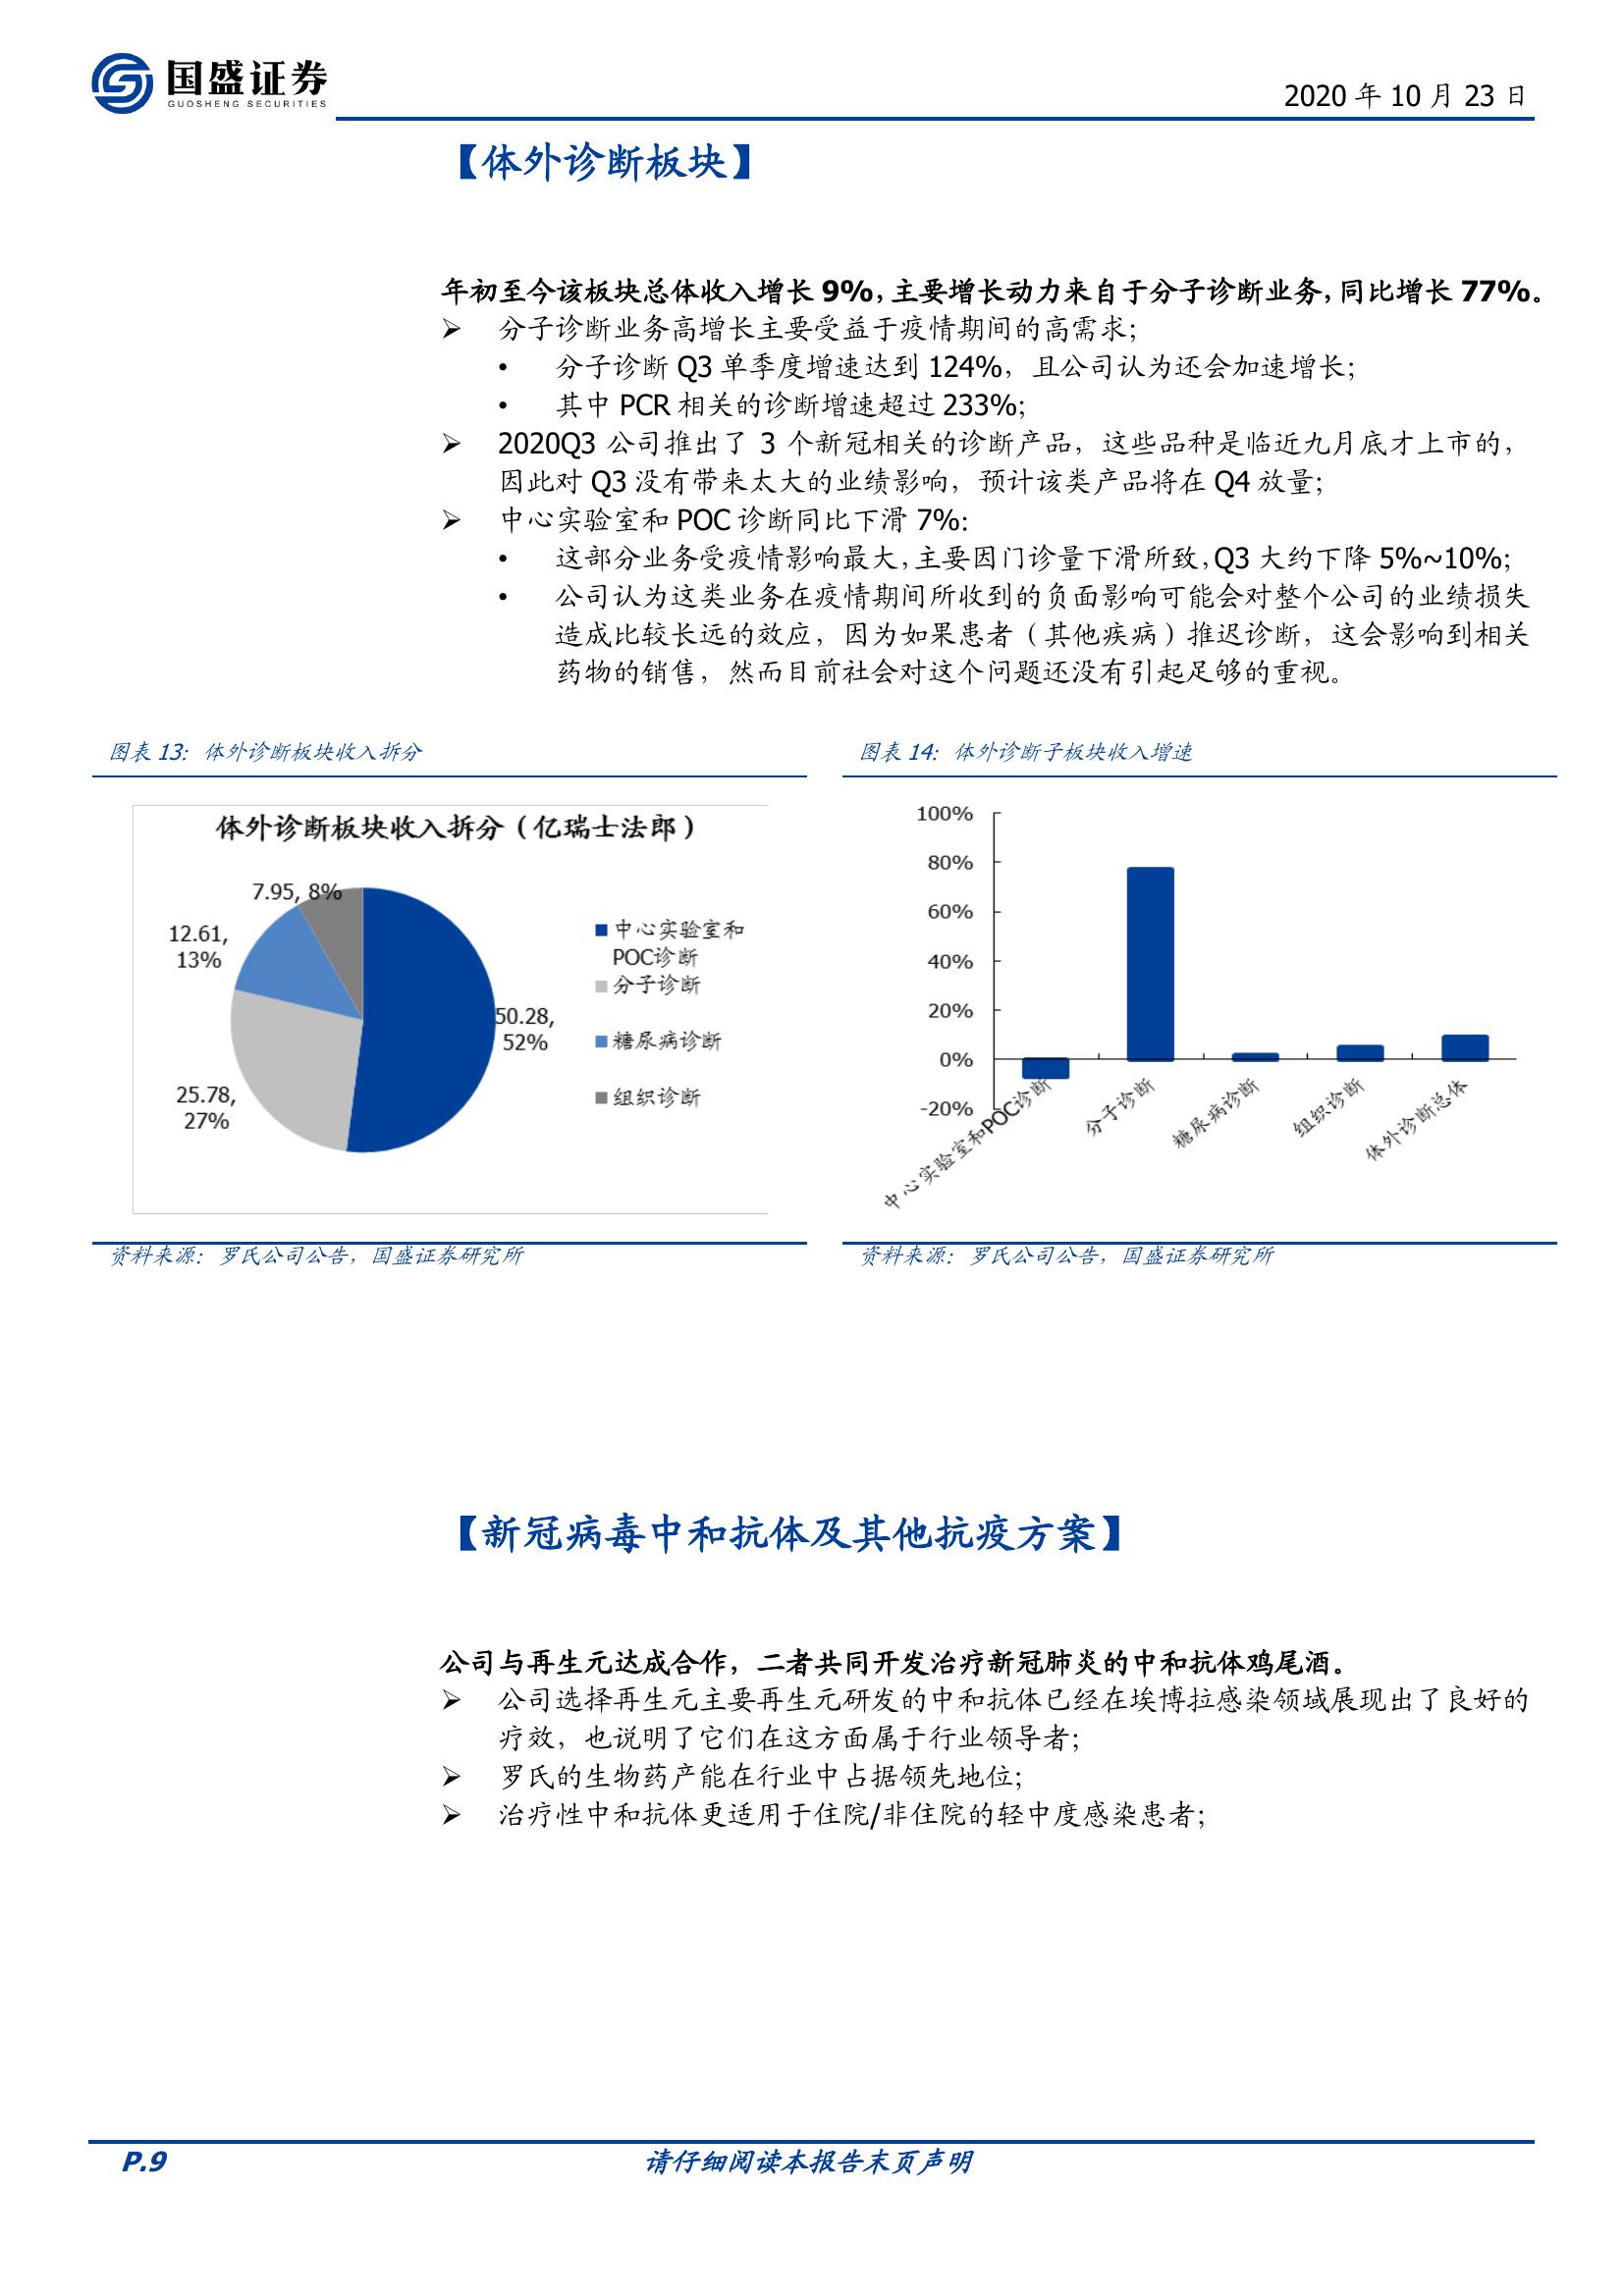 国盛证券
GUOSHENG SECURITIES
2020 年 10 月 23 日
【体外诊断板块】
年初至今该板块总体收入增长 9%，主要增长动力来自于分子诊断业务，同比增长 77%。
➢ 分子诊断业务高增长主要受益于疫情期间的高需求；
• 分子诊断 Q3 单季度增速达到 124%，且公司认为还会加速增长；
• 其中 PCR 相关的诊断增速超过 233%；
➢ 2020Q3 公司推出了 3 个新冠相关的诊断产品，这些品种是临近九月底才上市的，
因此对 Q3 没有带来太大的业绩影响，预计该类产品将在 Q4 放量；
➢ 中心实验室和 POC 诊断同比下滑 7%：
• 这部分业务受疫情影响最大，主要因门诊量下滑所致，Q3 大约下降 5%~10%；
• 公司认为这类业务在疫情期间所收到的负面影响可能会对整个公司的业绩损失
造成比较长远的效应，因为如果患者（其他疾病）推迟诊断，这会影响到相关
药物的销售，然而目前社会对这个问题还没有引起足够的重视。
图表 13：体外诊断板块收入拆分
体外诊断板块收入拆分（亿瑞士法郎）
7.95, 8%
12.61,
13%
50.28,
52%
25.78,
27%
中心实验室和
POC诊断
分子诊断
糖尿病诊断
组织诊断
资料来源：罗氏公司公告，国盛证券研究所
图表 14：体外诊断子板块收入增速
100%
80%
60%
40%
20%
0%
-20%
中心实验室和POC诊断
分子诊断
糖尿病诊断
组织诊断
体外诊断总体
资料来源：罗氏公司公告，国盛证券研究所
【新冠病毒中和抗体及其他抗疫方案】
公司与再生元达成合作，二者共同开发治疗新冠肺炎的中和抗体鸡尾酒。
➢ 公司选择再生元主要再生元研发的中和抗体已经在埃博拉感染领域展现出了良好的
疗效，也说明了它们在这方面属于行业领导者；
➢ 罗氏的生物药产能在行业中占据领先地位；
➢ 治疗性中和抗体更适用于住院/非住院的轻中度感染患者；
P.9
请仔细阅读本报告末页声明